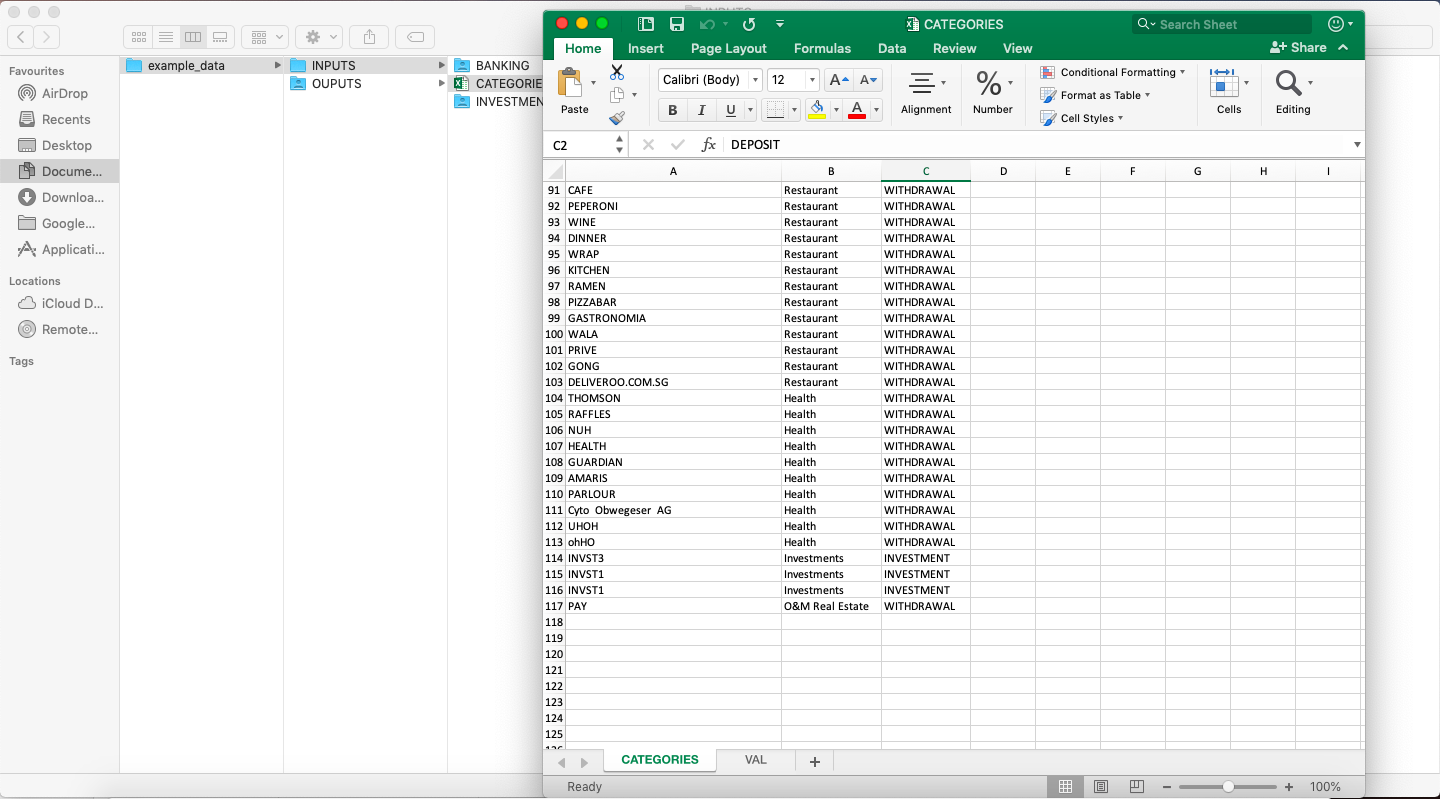 INPUTS
CATEGORIES
Search Sheet
Home Insert Page Layout Formulas Data Review View
Share
Favourites
AirDrop
Recents
Desktop
Docume...
Downloa...
Google...
Applicati...
Locations
iCloud D...
Remote...
Tags
example_data
INPUTS
OUPUTS
BANKING
CATEGORIE
INVESTMEN
Paste
Calibri (Body) 12
A A
B I U A
Alignment
%
Number
Conditional Formatting
Format as Table
Cell Styles
Cells
Editing
C2 fx DEPOSIT
A B C D E F G H I
91 CAFE Restaurant WITHDRAWAL
92 PEPERONI Restaurant WITHDRAWAL
93 WINE Restaurant WITHDRAWAL
94 DINNER Restaurant WITHDRAWAL
95 WRAP Restaurant WITHDRAWAL
96 KITCHEN Restaurant WITHDRAWAL
97 RAMEN Restaurant WITHDRAWAL
98 PIZZABAR Restaurant WITHDRAWAL
99 GASTRONOMIA Restaurant WITHDRAWAL
100 WALA Restaurant WITHDRAWAL
101 PRIVE Restaurant WITHDRAWAL
102 GONG Restaurant WITHDRAWAL
103 DELIVEROO.COM.SG Restaurant WITHDRAWAL
104 THOMSON Health WITHDRAWAL
105 RAFFLES Health WITHDRAWAL
106 NUH Health WITHDRAWAL
107 HEALTH Health WITHDRAWAL
108 GUARDIAN Health WITHDRAWAL
109 AMARIS Health WITHDRAWAL
110 PARLOUR Health WITHDRAWAL
111 Cyto Obwegeser AG Health WITHDRAWAL
112 UHOH Health WITHDRAWAL
113 ohHO Health WITHDRAWAL
114 INVST3 Investments INVESTMENT
115 INVST1 Investments INVESTMENT
116 INVST1 Investments INVESTMENT
117 PAY O&M Real Estate WITHDRAWAL
118
119
120
121
122
123
124
125
CATEGORIES VAL +
Ready 100%